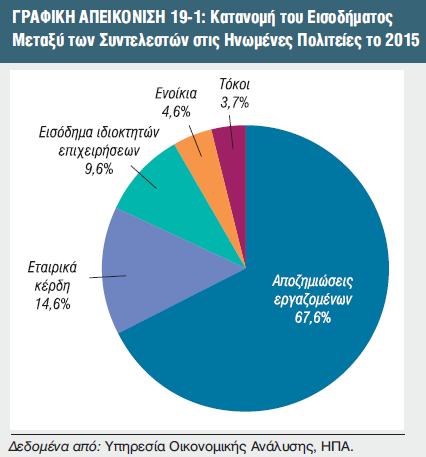 ΓΡΑΦΙΚΗ ΑΠΕΙΚΟΝΙΣΗ 19-1: Κατανομή του Εισοδήματος
Μεταξύ των Συντελεστών στις Ηνωμένες Πολιτείες το 2015
Τόκοι
3,7%
Ενοίκια
4,6%
Εισόδημα ιδιοκτητών
επιχειρήσεων
9,6%
Εταιρικά
κέρδη
14,6%
Αποζημιώσεις
εργαζομένων
67,6%
Δεδομένα από: Υπηρεσία Οικονομικής Ανάλυσης, ΗΠΑ.